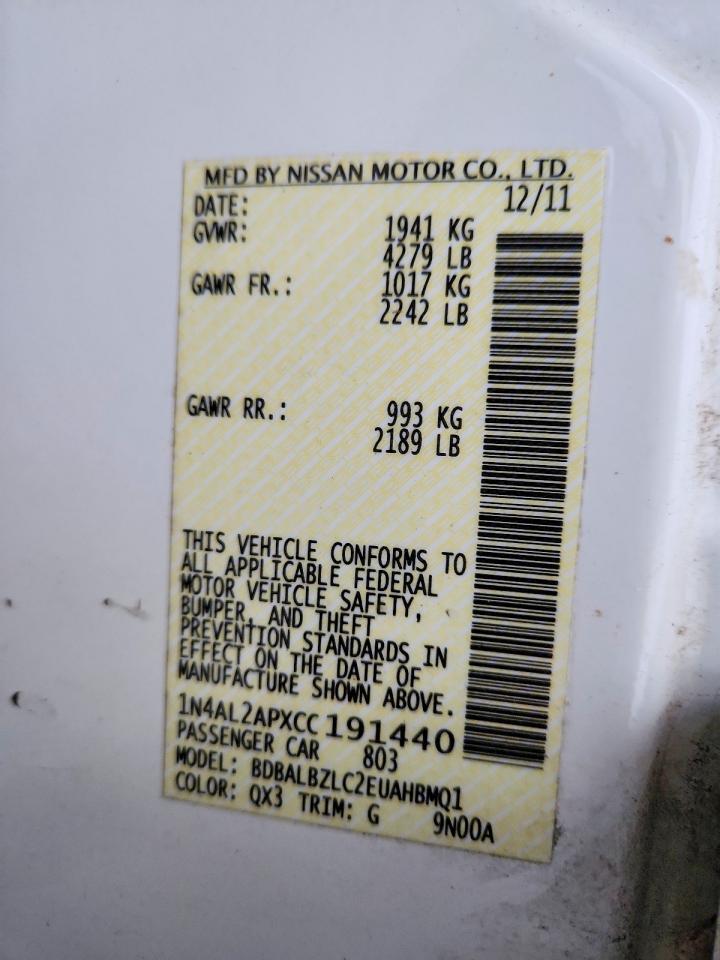 MFD BY NISSAN MOTOR CO., LTD.
DATE: 12/11
GVWR: 1941 KG
4279 LB
GAWR FR.: 1017 KG
2242 LB
GAWR RR.: 993 KG
2189 LB
THIS VEHICLE CONFORMS TO
ALL APPLICABLE FEDERAL
MOTOR VEHICLE SAFETY,
BUMPER, AND THEFT
PREVENTION STANDARDS IN
EFFECT ON THE DATE OF
MANUFACTURE SHOWN ABOVE.
1N4AL2APXCC191440
PASSENGER CAR 803
MODEL: BDBALBZLC2EUAHBMQ1
COLOR: QX3 TRIM: G 9N00A